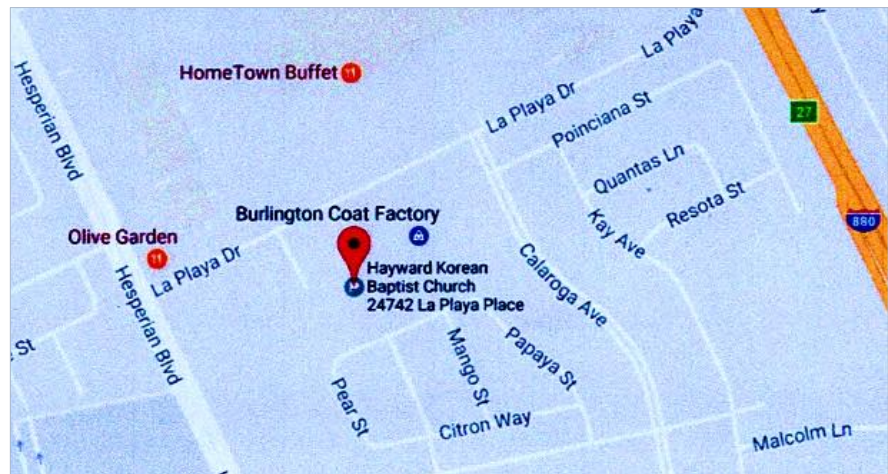 La Playa
HomeTown Buffet
La Playa Dr
Hesperian Blvd
Poinciana St
27
Quantas Ln
Resota St
Burlington Coat Factory
880
Kay Ave
Olive Garden
La Playa Dr
Hayward Korean
Baptist Church
24742 La Playa Place
Calaroga Ave
Hesperian Blvd
St
Mango St
Papaya St
Pear St
Citron Way
Malcolm Ln